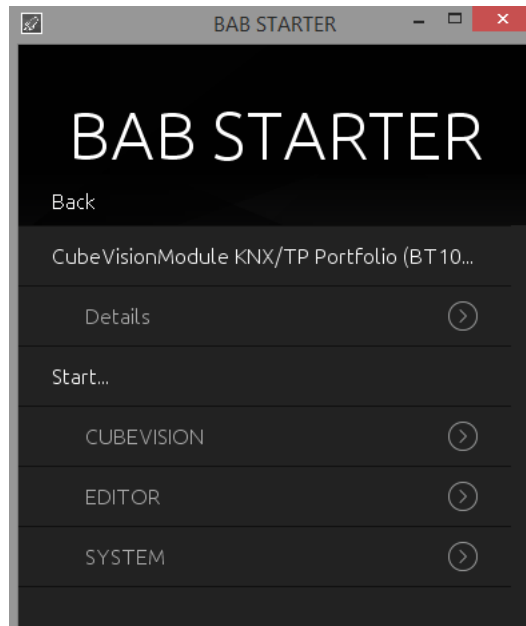 BAB STARTER
BAB STARTER
Back
CubeVisionModule KNX/TP Portfolio (BT10...
Details
Start...
CUBEVISION
EDITOR
SYSTEM